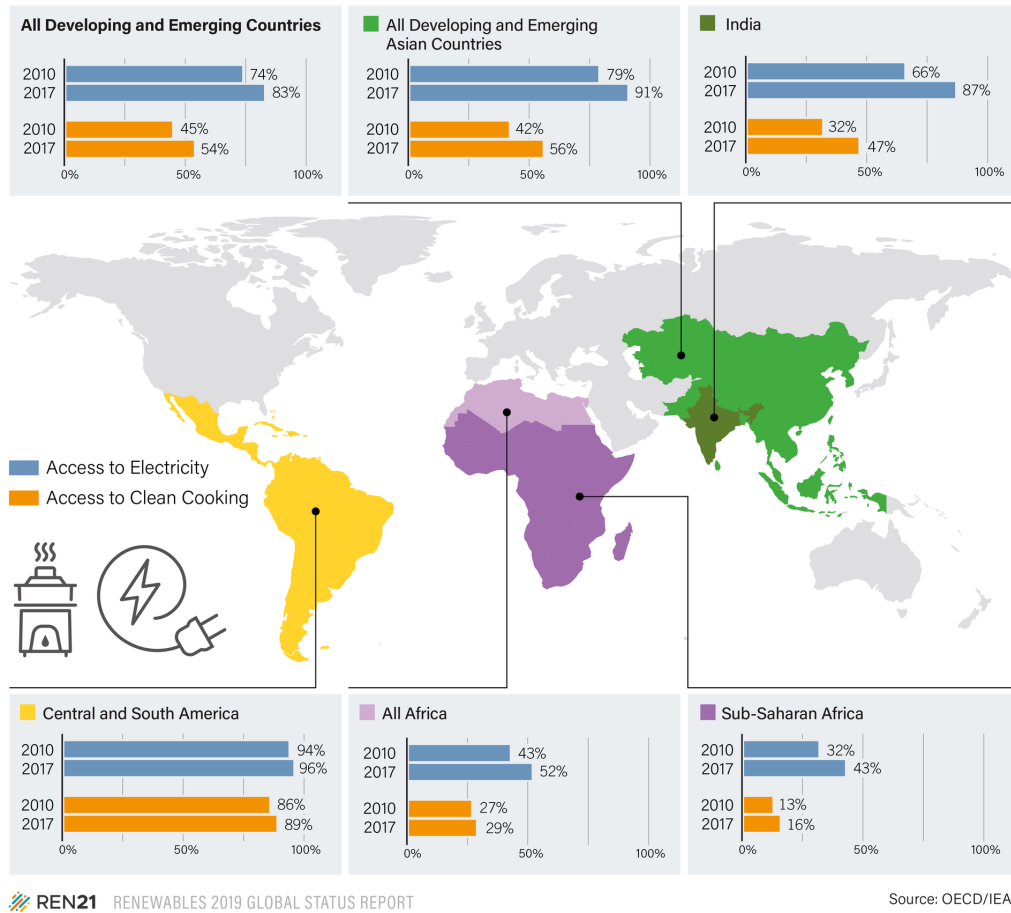 All Developing and Emerging Countries
2010 74%
2017 83%
2010 45%
2017 54%
0% 50% 100%
All Developing and Emerging
Asian Countries
2010 79%
2017 91%
2010 42%
2017 56%
0% 50% 100%
India
2010 66%
2017 87%
2010 32%
2017 47%
0% 50% 100%
Access to Electricity
Access to Clean Cooking
Central and South America
2010 94%
2017 96%
2010 86%
2017 89%
0% 50% 100%
All Africa
2010 43%
2017 52%
2010 27%
2017 29%
0% 50% 100%
Sub-Saharan Africa
2010 32%
2017 43%
2010 13%
2017 16%
0% 50% 100%
REN21 RENEWABLES 2019 GLOBAL STATUS REPORT
Source: OECD/IEA